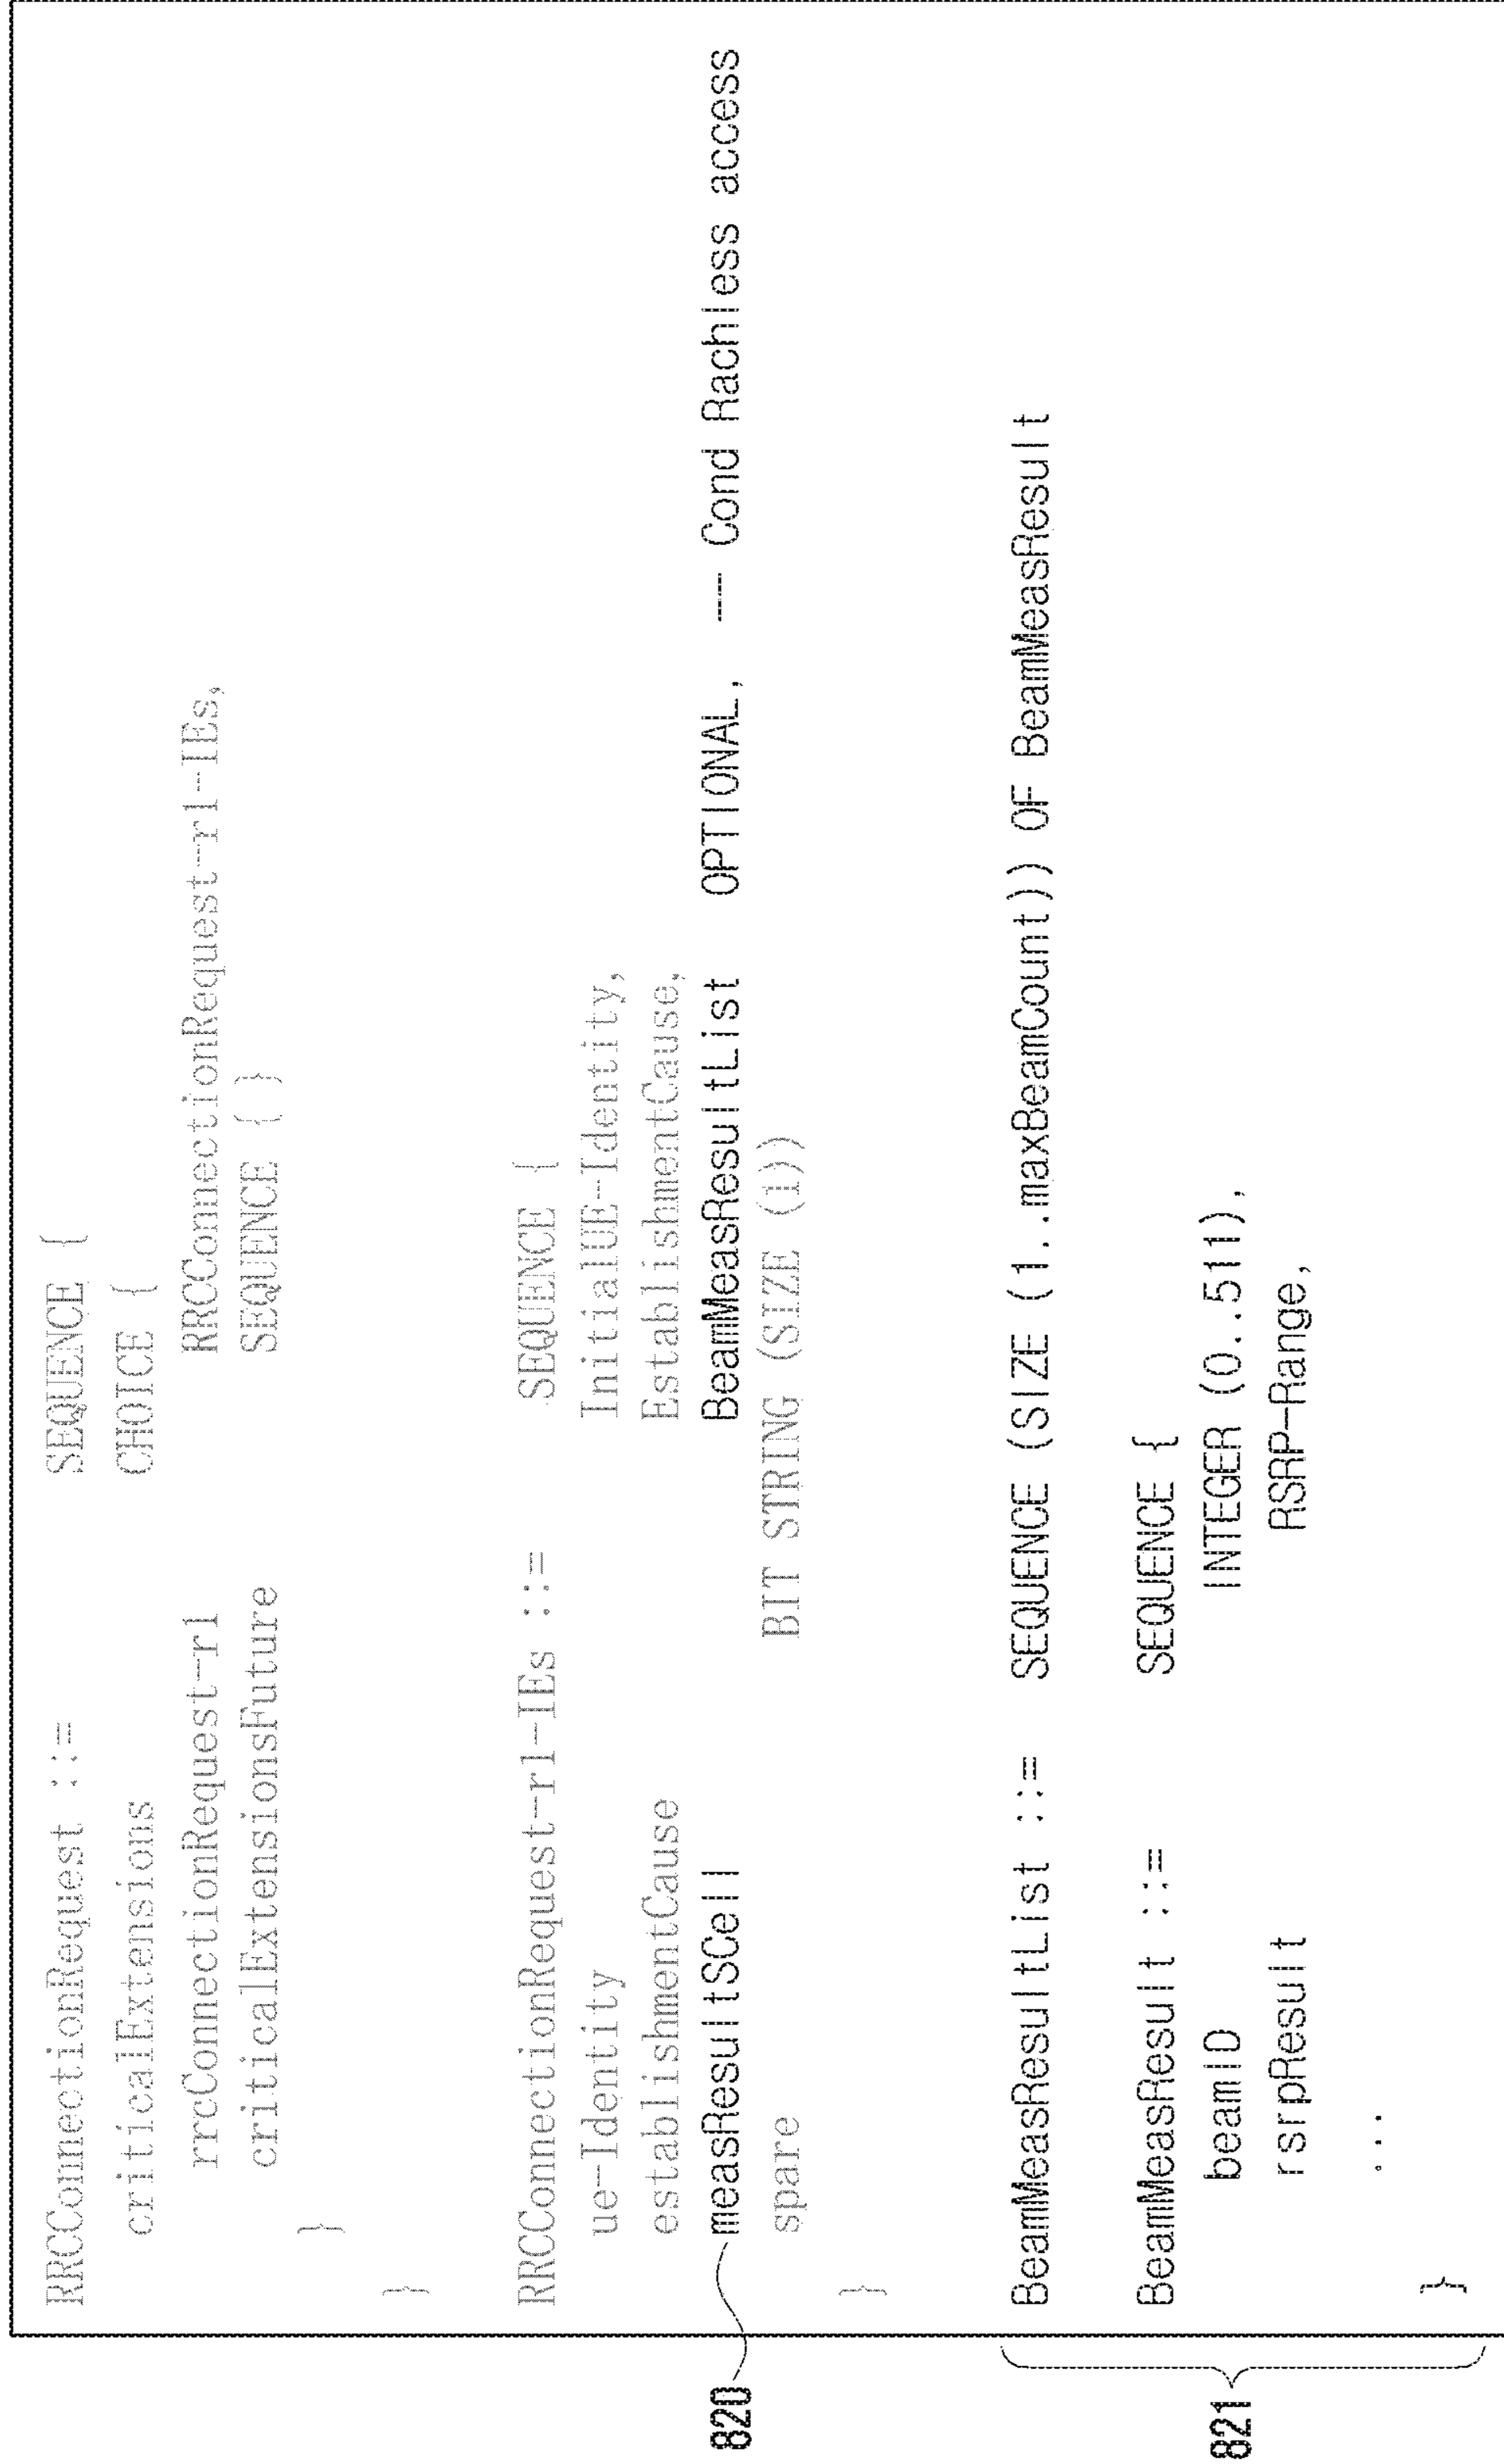 RRCConnectionRequest ::= SEQUENCE {
criticalExtensions CHOICE {
rrcConnectionRequest-r1 RRCConnectionRequest-r1-IEs,
criticalExtensionsFuture SEQUENCE { }
}
}
RRCConnectionRequest-r1-IEs ::= SEQUENCE {
ue-Identity InitialUE-Identity,
establishmentCause EstablishmentCause,
820 measResultSCell BeamMeasResultList OPTIONAL, -- Cond Rachless access
spare BIT STRING (SIZE (1))
}
821
BeamMeasResultList ::= SEQUENCE (SIZE (1..maxBeamCount)) OF BeamMeasResult
BeamMeasResult ::= SEQUENCE {
beamID INTEGER (0..511),
rsrpResult RSRP-Range,
...
}